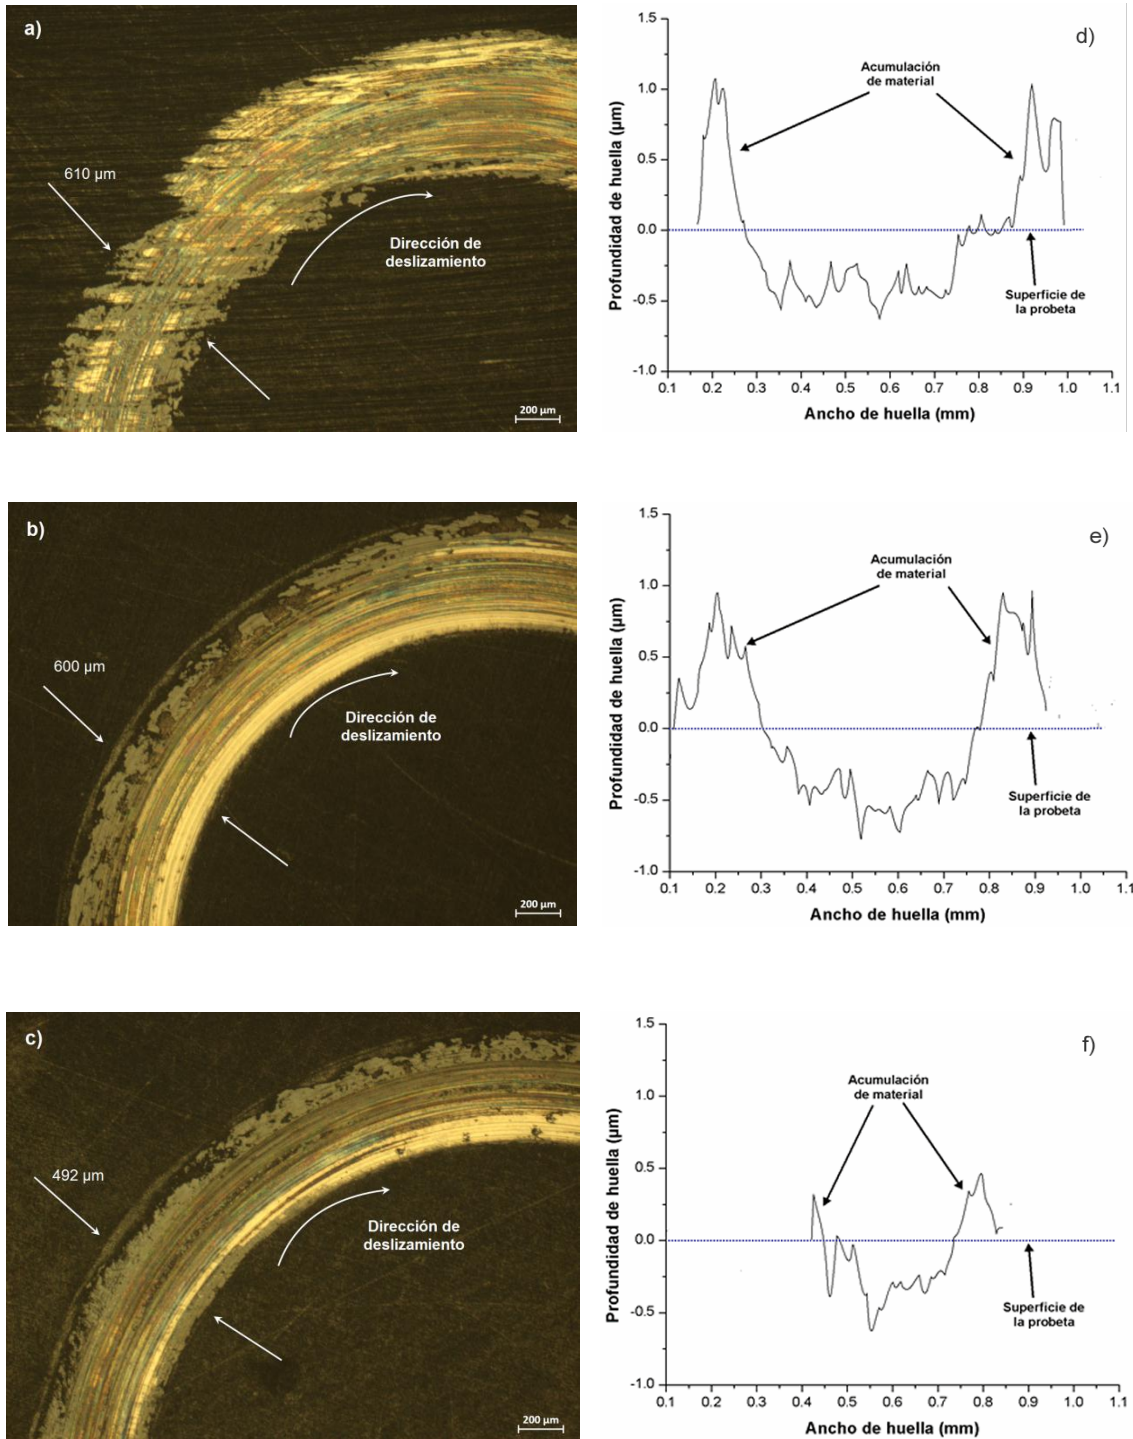 a)
610 µm
Dirección de
deslizamiento
200 µm
d)
1.5
1.0
0.5
0.0
-0.5
-1.0
Profundidad de huella (µm)
Acumulación
de material
Superficie de
la probeta
0.1 0.2 0.3 0.4 0.5 0.6 0.7 0.8 0.9 1.0 1.1
Ancho de huella (mm)
b)
600 µm
Dirección de
deslizamiento
200 µm
e)
1.5
1.0
0.5
0.0
-0.5
-1.0
Profundidad de huella (µm)
Acumulación
de material
Superficie de
la probeta
0.1 0.2 0.3 0.4 0.5 0.6 0.7 0.8 0.9 1.0 1.1
Ancho de huella (mm)
c)
492 µm
Dirección de
deslizamiento
200 µm
f)
1.5
1.0
0.5
0.0
-0.5
-1.0
Profundidad de huella (µm)
Acumulación
de material
Superficie de
la probeta
0.1 0.2 0.3 0.4 0.5 0.6 0.7 0.8 0.9 1.0 1.1
Ancho de huella (mm)